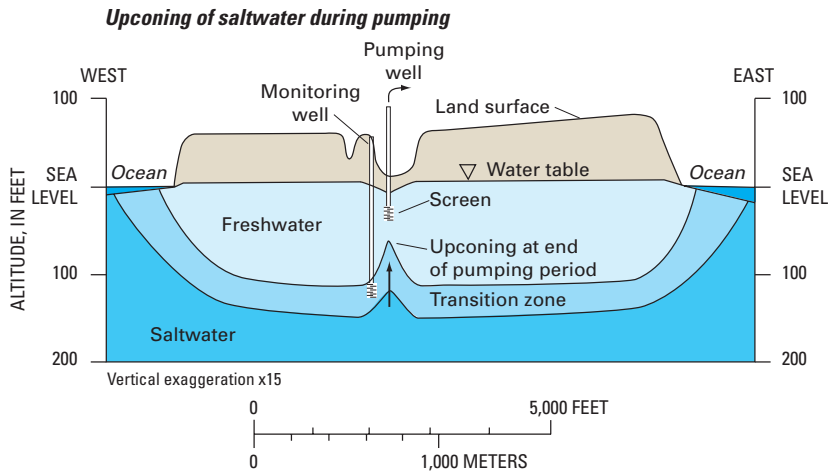 Upconing of saltwater during pumping
Pumping
well
WEST
EAST
Monitoring
well
100
100
Land surface
SEA
LEVEL
Ocean
Water table
Ocean
SEA
LEVEL
Screen
Freshwater
Upconing at end
of pumping period
ALTITUDE, IN FEET
100
100
Transition zone
Saltwater
200
200
Vertical exaggeration x15
0
5,000 FEET
0
1,000 METERS